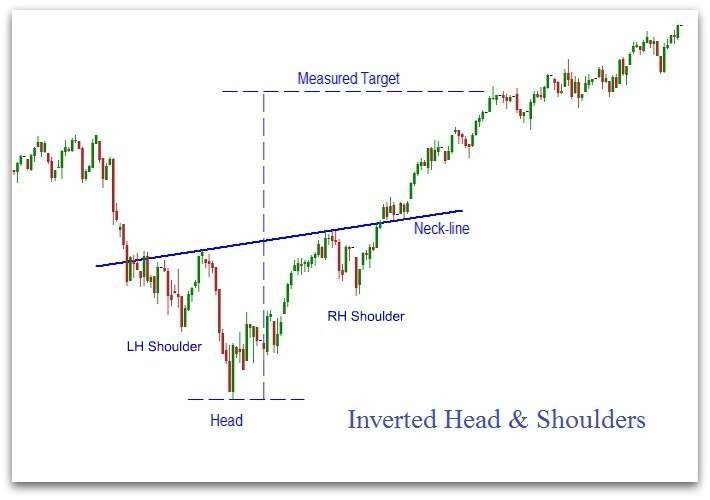 Measured Target
Neck-line
RH Shoulder
LH Shoulder
Head
Inverted Head & Shoulders